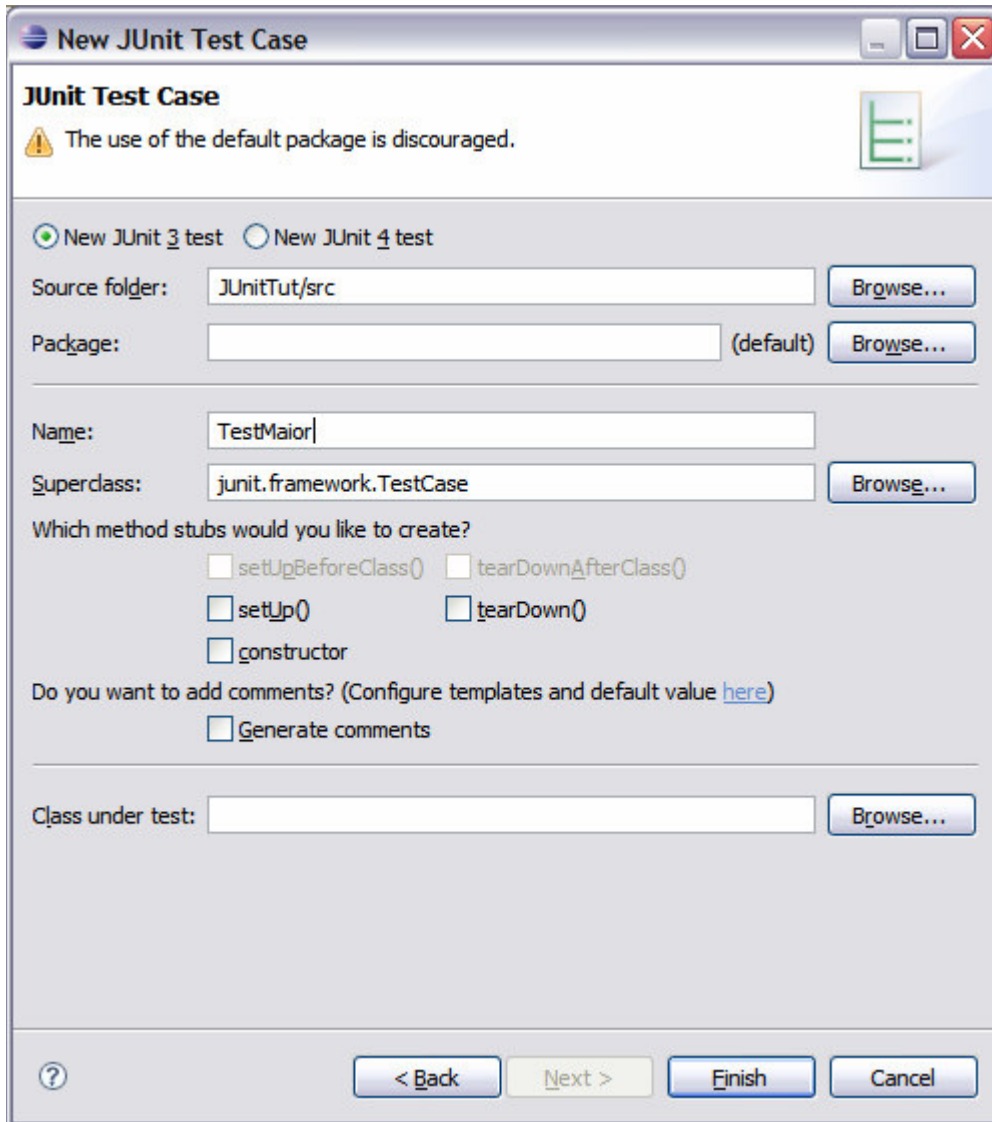 New JUnit Test Case
JUnit Test Case
The use of the default package is discouraged.
New JUnit 3 test New JUnit 4 test
Source folder: JUnitTut/src Browse...
Package: (default) Browse...
Name: TestMaior
Superclass: junit.framework.TestCase Browse...
Which method stubs would you like to create?
setUpBeforeClass() tearDownAfterClass()
setUp() tearDown()
constructor
Do you want to add comments? (Configure templates and default value here)
Generate comments
Class under test: Browse...
? < Back Next > Finish Cancel